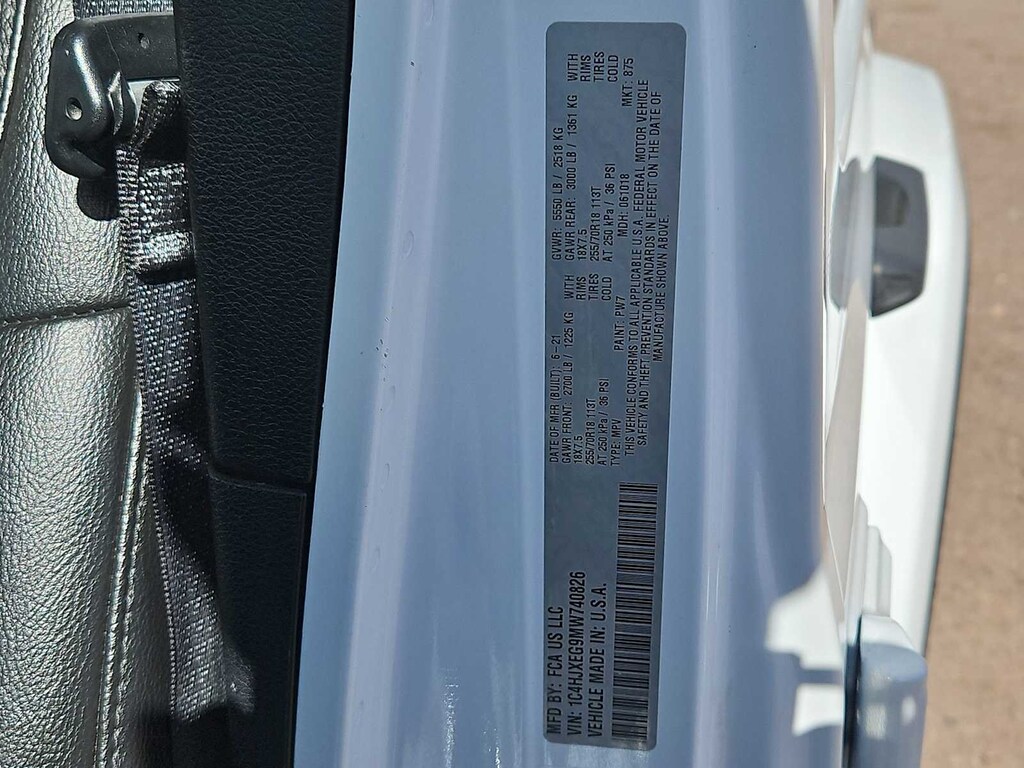 MFD BY: FCA US LLC
VIN: 1C4HJXEG9MW740826
VEHICLE MADE IN: U.S.A.
DATE OF MFR (BUILT): 6-21 GVWR: 5550 LB / 2518 KG
GAWR FRONT: 2700 LB / 1225 KG WITH GAWR REAR: 3000 LB / 1361 KG WITH
18X7.5 RIMS 18X7.5 RIMS
255/70R18 113T TIRES 255/70R18 113T TIRES
AT 250 kPa / 36 PSI COLD AT 250 kPa / 36 PSI COLD
TYPE: MPV PAINT: PW7 MDH: 061018 MKT: 875
THIS VEHICLE CONFORMS TO ALL APPLICABLE U.S.A. FEDERAL MOTOR VEHICLE
SAFETY AND THEFT PREVENTION STANDARDS IN EFFECT ON THE DATE OF
MANUFACTURE SHOWN ABOVE.